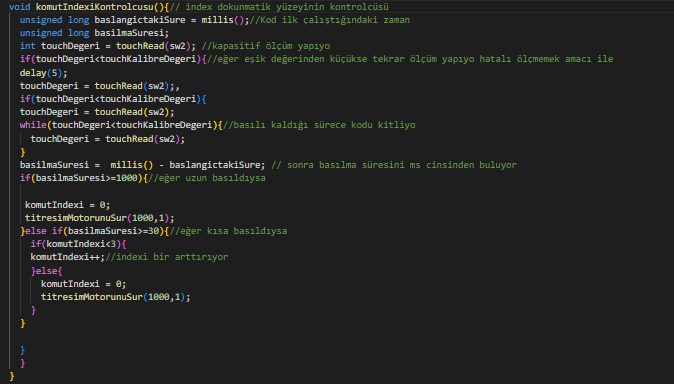 void komutIndexiKontrolcusu(){// index dokunmatik yüzeyinin kontrolcüsü
unsigned long baslangictakiSure = millis();//Kod ilk çalıştığındaki zaman
unsigned long basilmaSuresi;
int touchDegeri = touchRead(sw2); //kapasitif ölçüm yapıyo
if(touchDegeri<touchKalibreDegeri){//eğer eşik değerinden küçükse tekrar ölçüm yapıyo hatalı ölçmemek amacı ile
delay(5);
touchDegeri = touchRead(sw2);,
if(touchDegeri<touchKalibreDegeri){
touchDegeri = touchRead(sw2);
while(touchDegeri<touchKalibreDegeri){//basılı kaldığı sürece kodu kitliyo
touchDegeri = touchRead(sw2);
}
basilmaSuresi = millis() - baslangictakiSure; // sonra basılma süresini ms cinsinden buluyor
if(basilmaSuresi>=1000){//eğer uzun basıldıysa
komutIndexi = 0;
titresimMotorunuSur(1000,1);
}else if(basilmaSuresi>=30){//eğer kısa basıldıysa
if(komutIndexi<3){
komutIndexi++;//indexi bir arttırıyor
}else{
komutIndexi = 0;
titresimMotorunuSur(1000,1);
}
}
}
}
}